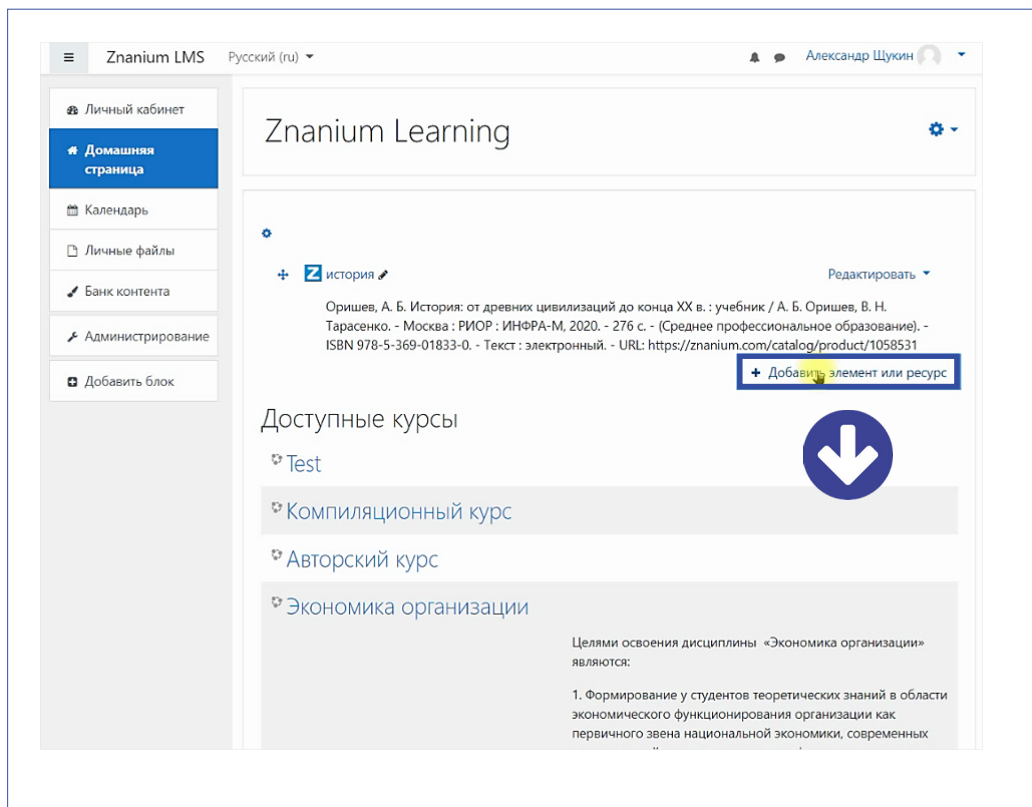 Znanium LMS Русский (ru) Александр Щукин
Личный кабинет
Домашняя
страница
Календарь
Личные файлы
Банк контента
Администрирование
Добавить блок
Znanium Learning
Z история Редактировать
Оришев, А. Б. История: от древних цивилизаций до конца XX в. : учебник / А. Б. Оришев, В. Н.
Тарасенко. - Москва : РИОР : ИНФРА-М, 2020. - 276 с. - (Среднее профессиональное образование). -
ISBN 978-5-369-01833-0. - Текст : электронный. - URL: https://znanium.com/catalog/product/1058531
+ Добавить элемент или ресурс
Доступные курсы
Test
Компиляционный курс
Авторский курс
Экономика организации
Целями освоения дисциплины «Экономика организации»
являются:
1. Формирование у студентов теоретических знаний в области
экономического функционирования организации как
первичного звена национальной экономики, современных